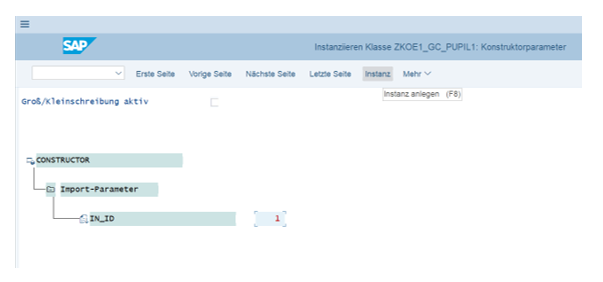 SAP
Instanziieren Klasse ZKOE1_GC_PUPIL1: Konstruktorparameter
Erste Seite Vorige Seite Nächste Seite Letzte Seite Instanz Mehr
Instanz anlegen (F8)
Groß/Kleinschreibung aktiv
CONSTRUCTOR
Import-Parameter
IN_ID 1